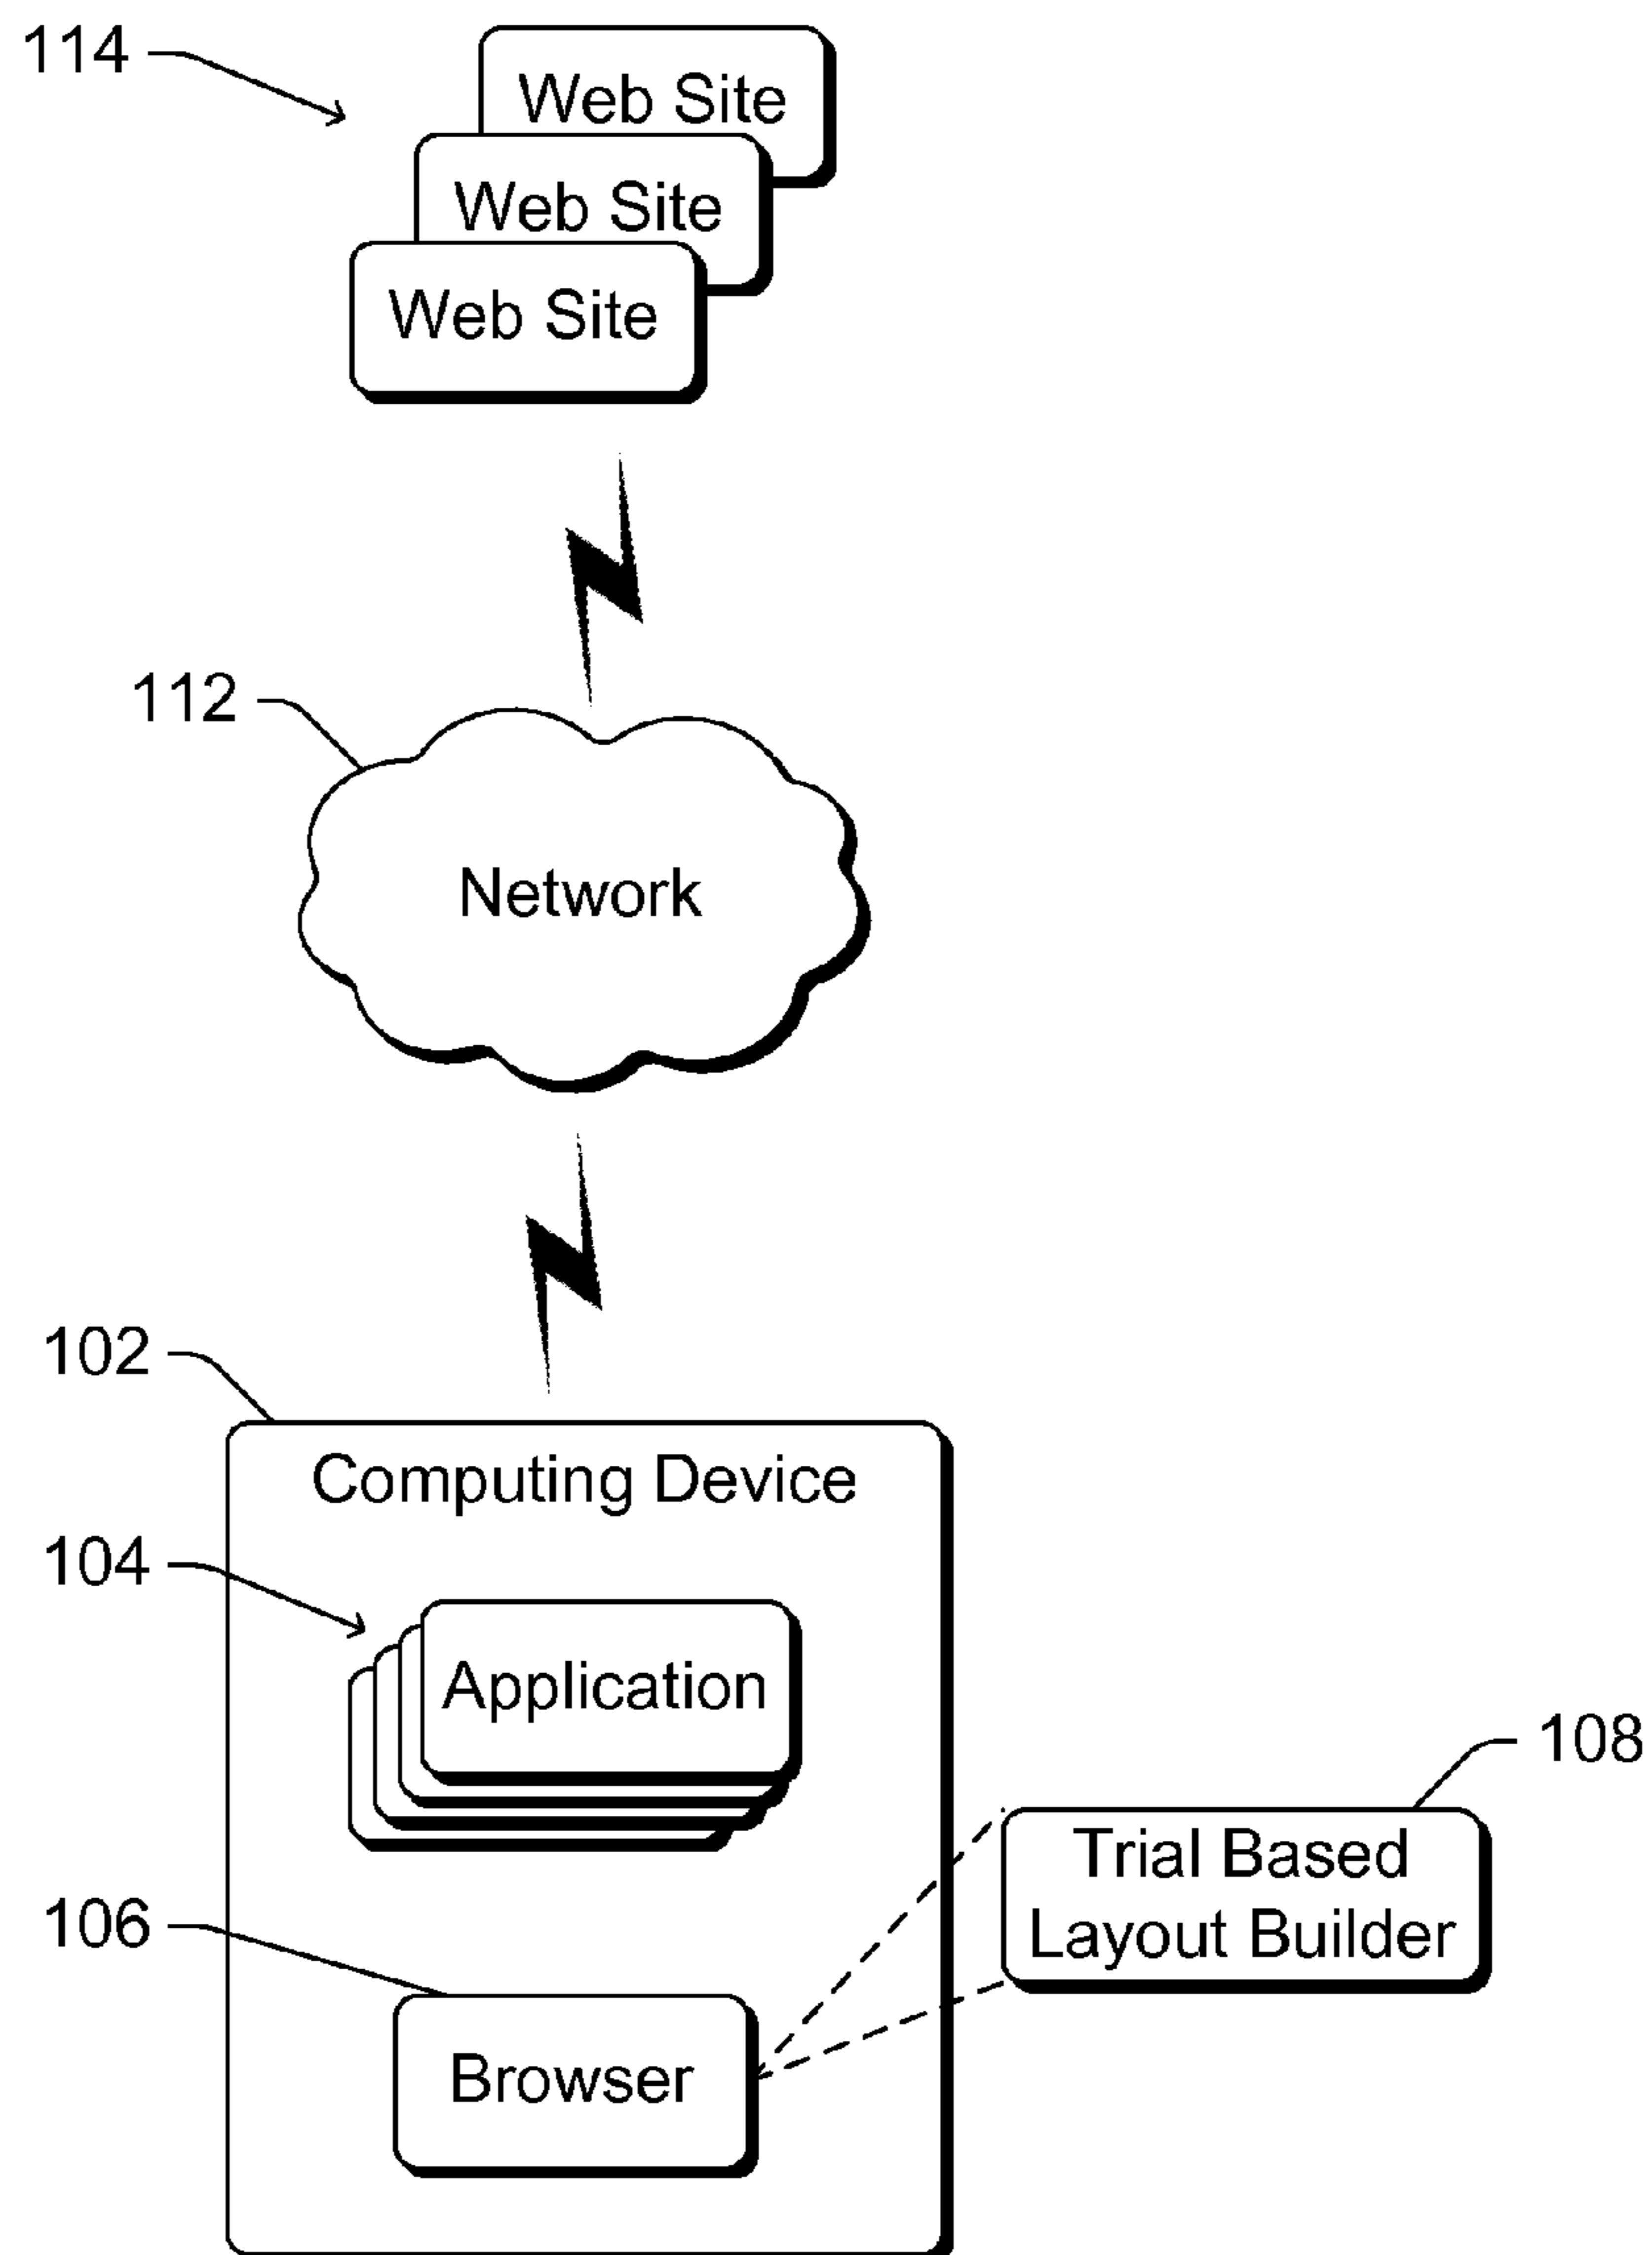 114
Web Site
Web Site
Web Site
112
Network
102
Computing Device
104
Application
108
Trial Based
Layout Builder
106
Browser